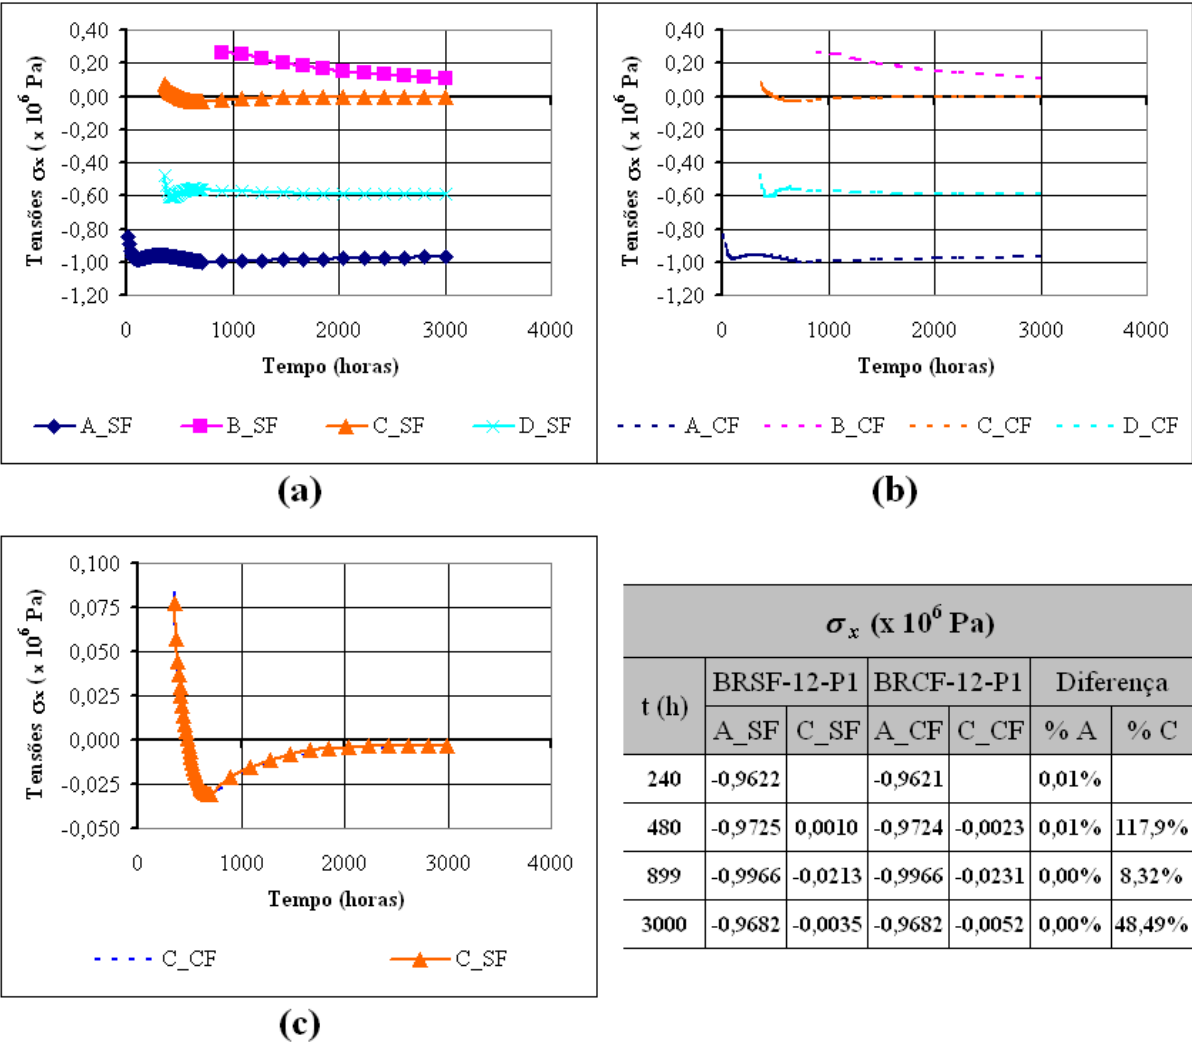 Tensões σx ( x 10⁶ Pa)
0,40
0,20
0,00
-0,20
-0,40
-0,60
-0,80
-1,00
-1,20
0 1000 2000 3000 4000
Tempo (horas)
A_SF B_SF C_SF D_SF
(a)
Tensões σx ( x 10⁶ Pa)
0,40
0,20
0,00
-0,20
-0,40
-0,60
-0,80
-1,00
-1,20
0 1000 2000 3000 4000
Tempo (horas)
A_CF B_CF C_CF D_CF
(b)
Tensões σx ( x 10⁶ Pa)
0,100
0,075
0,050
0,025
0,000
-0,025
-0,050
0 1000 2000 3000 4000
Tempo (horas)
C_CF C_SF
(c)
σx (x 10⁶ Pa)
t (h) BRSF-12-P1 BRCF-12-P1 Diferença
A_SF C_SF A_CF C_CF % A % C
240 -0,9622 -0,9621 0,01%
480 -0,9725 0,0010 -0,9724 -0,0023 0,01% 117,9%
899 -0,9966 -0,0213 -0,9966 -0,0231 0,00% 8,32%
3000 -0,9682 -0,0035 -0,9682 -0,0052 0,00% 48,49%